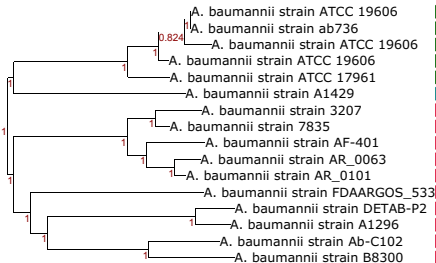 A. baumannii strain ATCC 19606
A. baumannii strain ab736
0.824
A. baumannii strain ATCC 19606
1
A. baumannii strain ATCC 19606
1
A. baumannii strain ATCC 17961
1
A. baumannii strain A1429
1
A. baumannii strain 3207
1
A. baumannii strain 7835
1
A. baumannii strain AF-401
1
A. baumannii strain AR_0063
1
A. baumannii strain AR_0101
1
1
A. baumannii strain FDAARGOS_533
1
A. baumannii strain DETAB-P2
1
A. baumannii strain A1296
1
A. baumannii strain Ab-C102
1
A. baumannii strain B8300
1